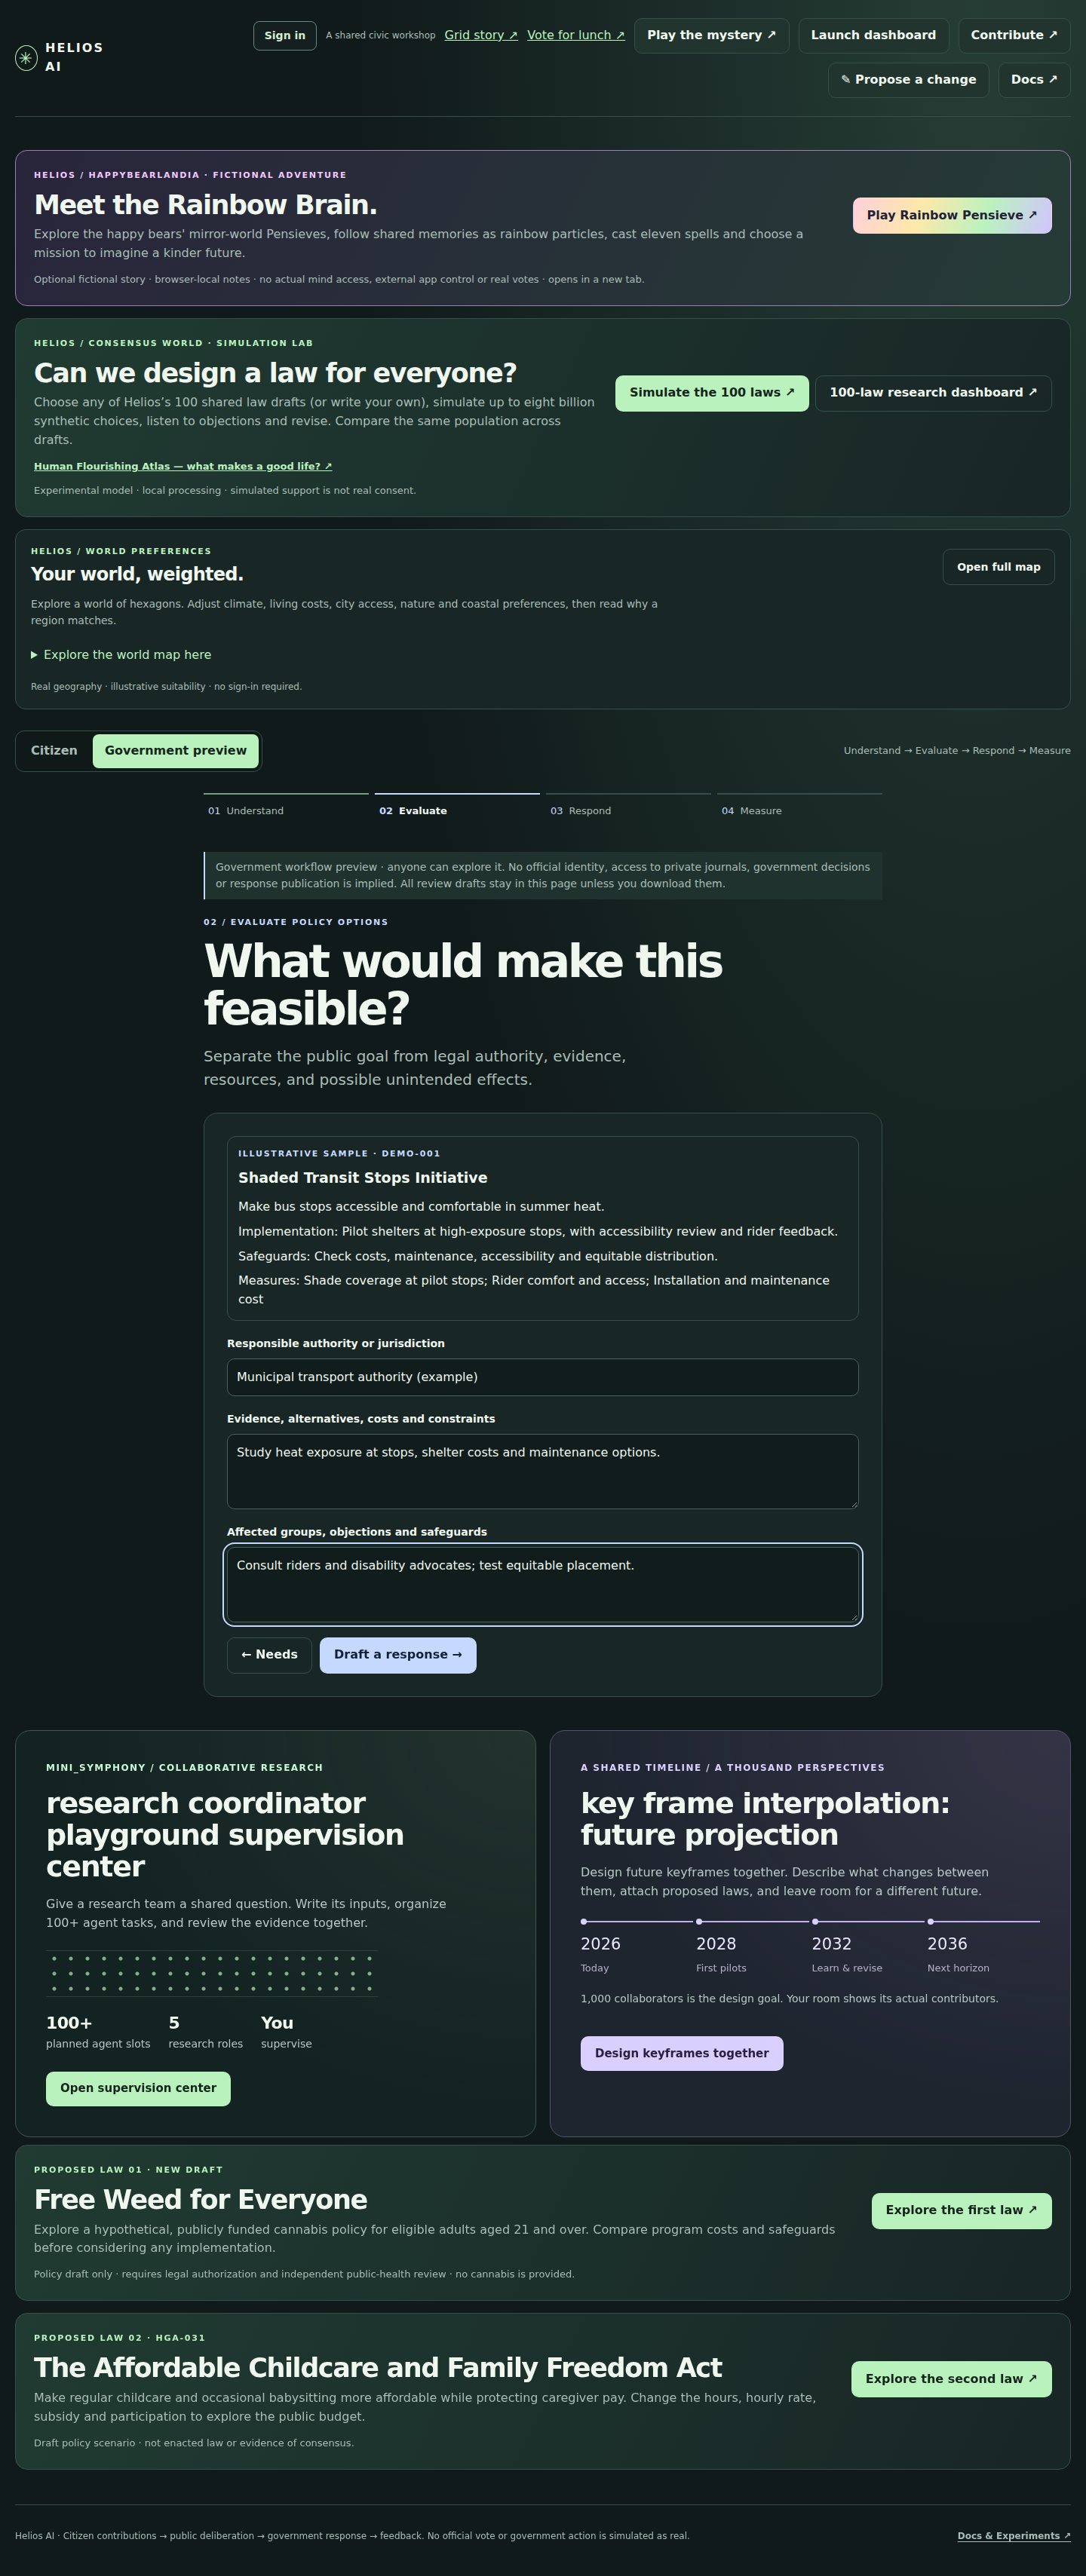 HELIOS
AI
Sign in
A shared civic workshop
Grid story ↗
Vote for lunch ↗
Play the mystery ↗
Launch dashboard
Contribute ↗
✎ Propose a change
Docs ↗
HELIOS / HAPPYBEARLANDIA · FICTIONAL ADVENTURE
Meet the Rainbow Brain.
Explore the happy bears' mirror-world Pensieves, follow shared memories as rainbow particles, cast eleven spells and choose a
mission to imagine a kinder future.
Optional fictional story · browser-local notes · no actual mind access, external app control or real votes · opens in a new tab.
Play Rainbow Pensieve ↗
HELIOS / CONSENSUS WORLD · SIMULATION LAB
Can we design a law for everyone?
Choose any of Helios’s 100 shared law drafts (or write your own), simulate up to eight billion
synthetic choices, listen to objections and revise. Compare the same population across
drafts.
Human Flourishing Atlas — what makes a good life? ↗
Experimental model · local processing · simulated support is not real consent.
Simulate the 100 laws ↗
100-law research dashboard ↗
HELIOS / WORLD PREFERENCES
Your world, weighted.
Explore a world of hexagons. Adjust climate, living costs, city access, nature and coastal preferences, then read why a
region matches.
▶ Explore the world map here
Real geography · illustrative suitability · no sign-in required.
Open full map
Citizen
Government preview
Understand → Evaluate → Respond → Measure
01 Understand
02 Evaluate
03 Respond
04 Measure
Government workflow preview · anyone can explore it. No official identity, access to private journals, government decisions
or response publication is implied. All review drafts stay in this page unless you download them.
02 / EVALUATE POLICY OPTIONS
What would make this
feasible?
Separate the public goal from legal authority, evidence,
resources, and possible unintended effects.
ILLUSTRATIVE SAMPLE · DEMO-001
Shaded Transit Stops Initiative
Make bus stops accessible and comfortable in summer heat.
Implementation: Pilot shelters at high-exposure stops, with accessibility review and rider feedback.
Safeguards: Check costs, maintenance, accessibility and equitable distribution.
Measures: Shade coverage at pilot stops; Rider comfort and access; Installation and maintenance
cost
Responsible authority or jurisdiction
Municipal transport authority (example)
Evidence, alternatives, costs and constraints
Study heat exposure at stops, shelter costs and maintenance options.
Affected groups, objections and safeguards
Consult riders and disability advocates; test equitable placement.
← Needs
Draft a response →
MINI_SYMPHONY / COLLABORATIVE RESEARCH
research coordinator
playground supervision
center
Give a research team a shared question. Write its inputs, organize
100+ agent tasks, and review the evidence together.
100+
planned agent slots
5
research roles
You
supervise
Open supervision center
A SHARED TIMELINE / A THOUSAND PERSPECTIVES
key frame interpolation:
future projection
Design future keyframes together. Describe what changes between
them, attach proposed laws, and leave room for a different future.
2026
Today
2028
First pilots
2032
Learn & revise
2036
Next horizon
1,000 collaborators is the design goal. Your room shows its actual contributors.
Design keyframes together
PROPOSED LAW 01 · NEW DRAFT
Free Weed for Everyone
Explore a hypothetical, publicly funded cannabis policy for eligible adults aged 21 and over. Compare program costs and safeguards
before considering any implementation.
Policy draft only · requires legal authorization and independent public-health review · no cannabis is provided.
Explore the first law ↗
PROPOSED LAW 02 · HGA-031
The Affordable Childcare and Family Freedom Act
Make regular childcare and occasional babysitting more affordable while protecting caregiver pay. Change the hours, hourly rate,
subsidy and participation to explore the public budget.
Draft policy scenario · not enacted law or evidence of consensus.
Explore the second law ↗
Helios AI · Citizen contributions → public deliberation → government response → feedback. No official vote or government action is simulated as real.
Docs & Experiments ↗